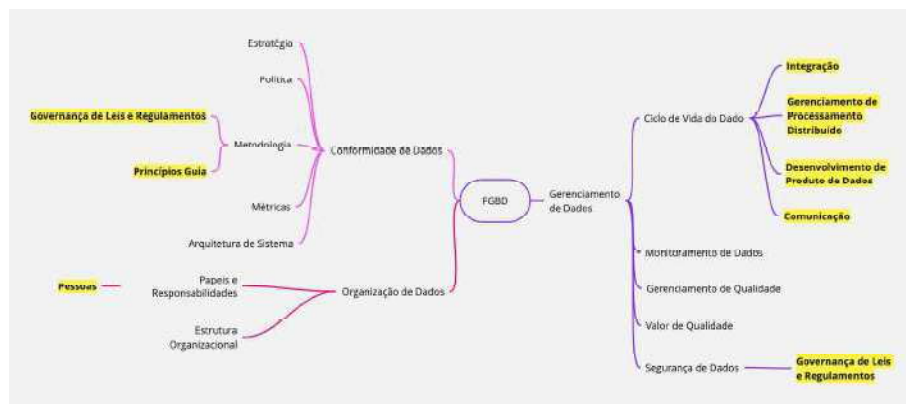 Estratégia
Política
Governança de Leis e Regulamentos
Metodologia
Princípios Guia
Conformidade de Dados
Métricas
Arquitetura de Sistema
Pessoas
Papeis e
Responsabilidades
Organização de Dados
Estrutura
Organizacional
FGBD
Gerenciamento
de Dados
Ciclo de Vida do Dado
Integração
Gerenciamento de
Processamento
Distribuído
Desenvolvimento de
Produto de Dados
Comunicação
Monitoramento de Dados
Gerenciamento de Qualidade
Valor de Qualidade
Segurança de Dados
Governança de Leis
e Regulamentos